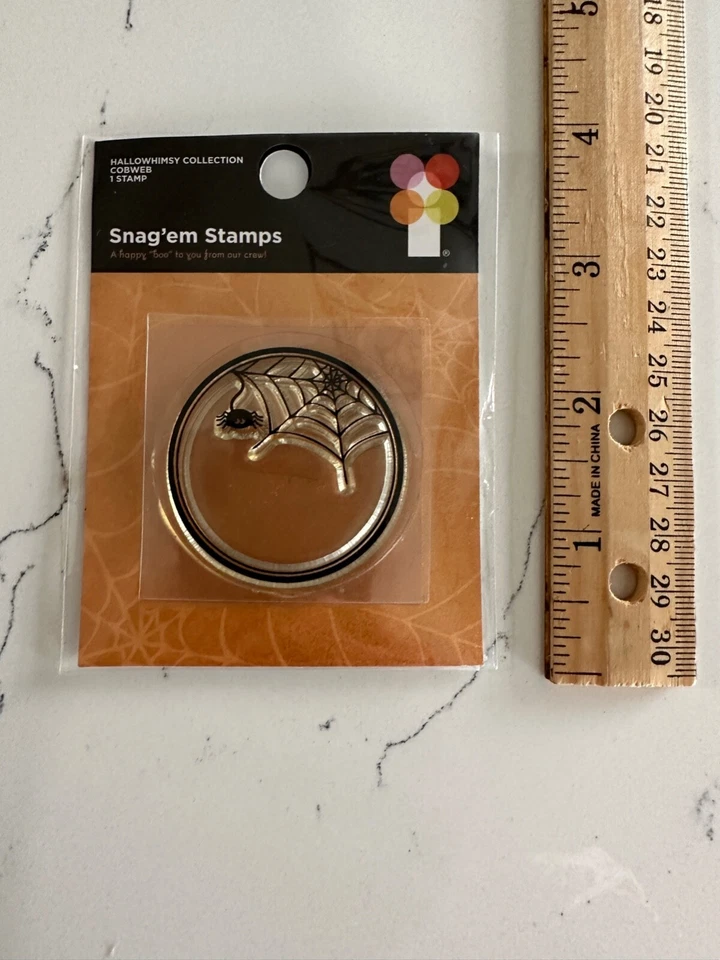 HALLOWHIMSY COLLECTION
COBWEB
1 STAMP
Snag'em Stamps
A happy "boo" to you from our crew!
i®
5
4
3
2
1
MADE IN CHINA
18
19
20
21
22
23
24
25
26
27
28
29
30